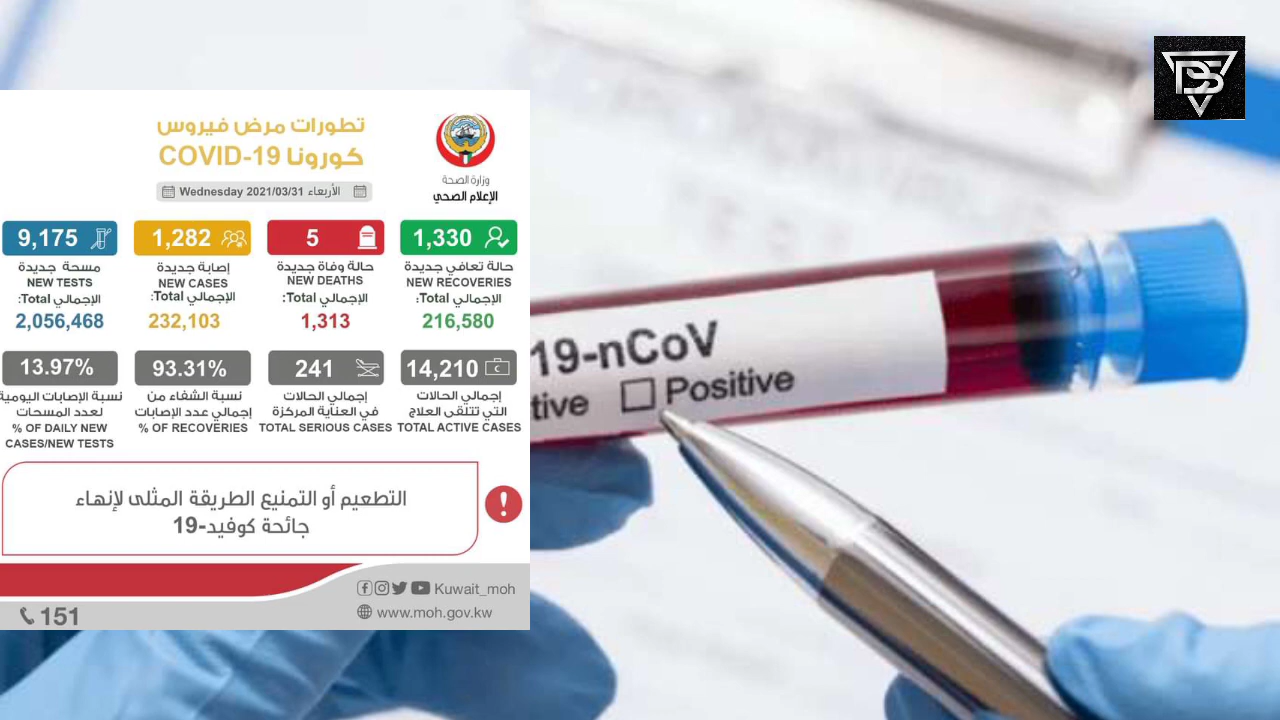 تطورات مرض فيروس
كورونا COVID-19
الأربعاء Wednesday 2021/03/31
وزارة الصحة
الإعلام الصحي
9,175
مسحة جديدة
NEW TESTS
الإجمالي Total:
2,056,468
1,282
إصابة جديدة
NEW CASES
الإجمالي Total:
232,103
5
حالة وفاة جديدة
NEW DEATHS
الإجمالي Total:
1,313
1,330
حالة تعافي جديدة
NEW RECOVERIES
الإجمالي Total:
216,580
13.97%
نسبة الإصابات اليومية
لعدد المسحات
% OF DAILY NEW
CASES/NEW TESTS
93.31%
نسبة الشفاء من
إجمالي عدد الإصابات
% OF RECOVERIES
241
إجمالي الحالات
في العناية المركزة
TOTAL SERIOUS CASES
14,210
إجمالي الحالات
التي تتلقى العلاج
TOTAL ACTIVE CASES
التطعيم أو التمنيع الطريقة المثلى لإنهاء
جائحة كوفيد-19
Kuwait_moh
www.moh.gov.kw
151
19-nCoV
tive Positive